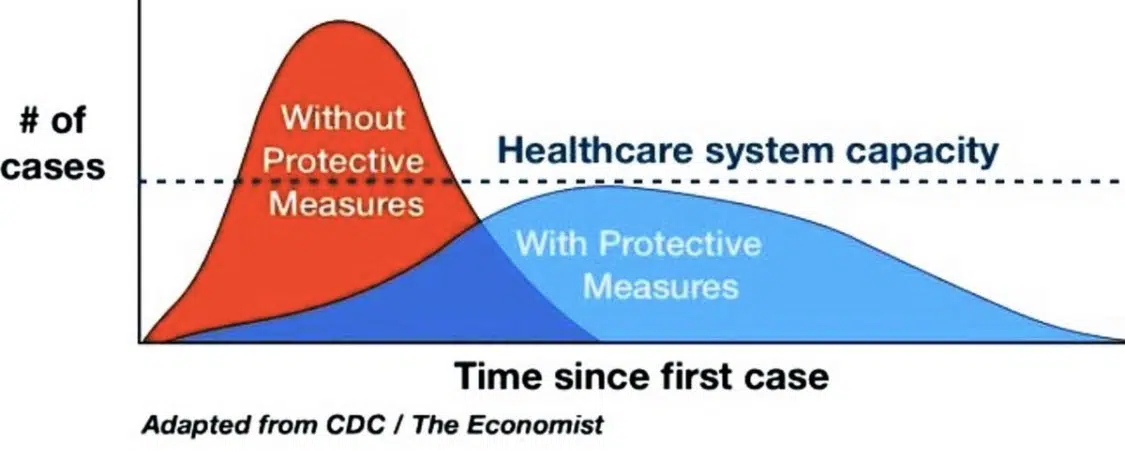 # of
cases
Without
Protective
Measures
Healthcare system capacity
With Protective
Measures
Time since first case
Adapted from CDC / The Economist